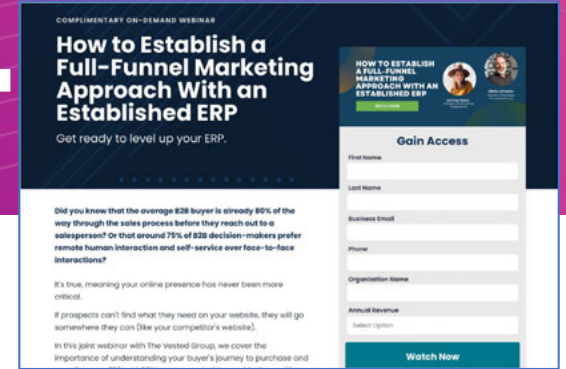 COMPLIMENTARY ON-DEMAND WEBINAR
How to Establish a
Full-Funnel Marketing
Approach With an
Established ERP
Get ready to level up your ERP.
Did you know that the average B2B buyer is already 80% of the
way through the sales process before they reach out to a
salesperson? Or that around 75% of B2B decision-makers prefer
remote human interaction and self-service over face-to-face
interactions?
It's true, meaning your online presence has never been more
critical.
If prospects can't find what they need on your website, they will go
somewhere they can (like your competitor's website).
In this joint webinar with The Vested Group, we cover the
importance of understanding your buyer's journey to purchase and
HOW TO ESTABLISH
A FULL-FUNNEL
MARKETING
APPROACH WITH AN
ESTABLISHED ERP
Gain Access
First Name
Last Name
Business Email
Phone
Organization Name
Annual Revenue
Select Option
Watch Now